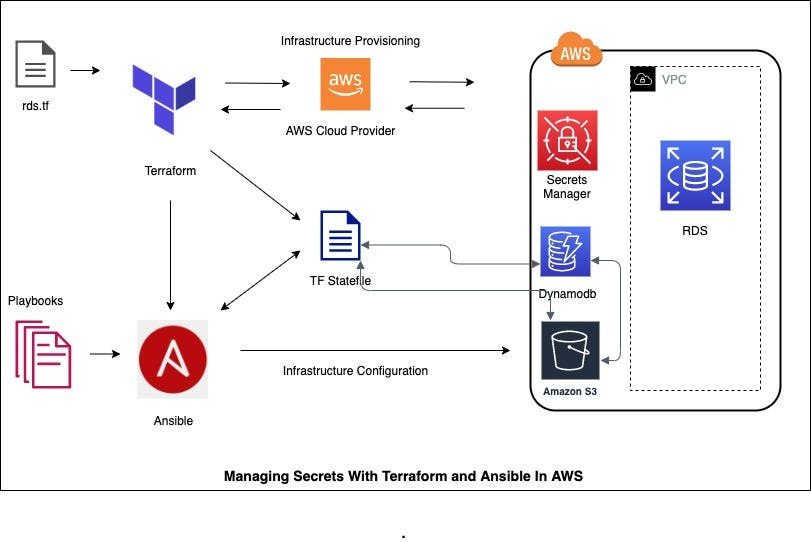 Infrastructure Provisioning
AWS
aws
VPC
rds.tf
AWS Cloud Provider
Terraform
Secrets
Manager
RDS
TF Statefile
Dynamodb
Playbooks
A
Infrastructure Configuration
Amazon S3
Ansible
Managing Secrets With Terraform and Ansible In AWS
.